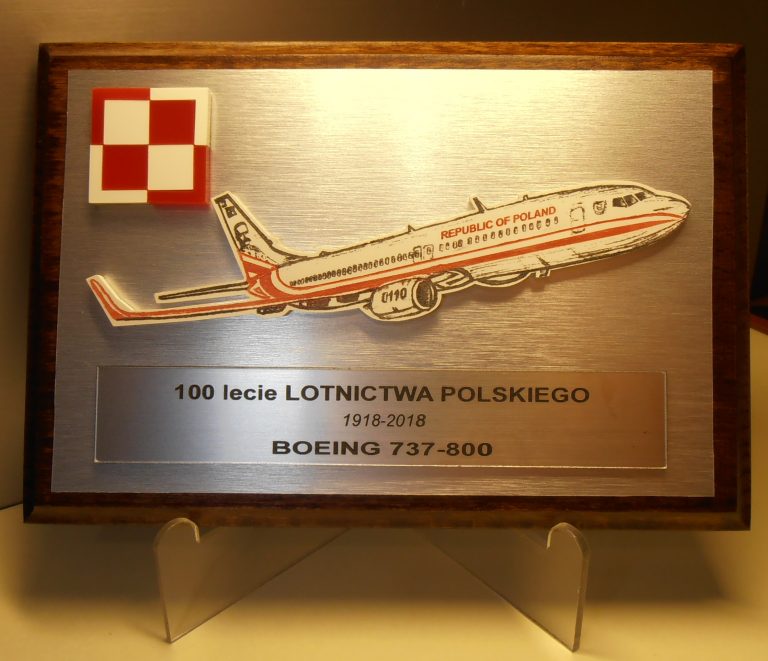 REPUBLIC OF POLAND
0110
100 lecie LOTNICTWA POLSKIEGO
1918-2018
BOEING 737-800